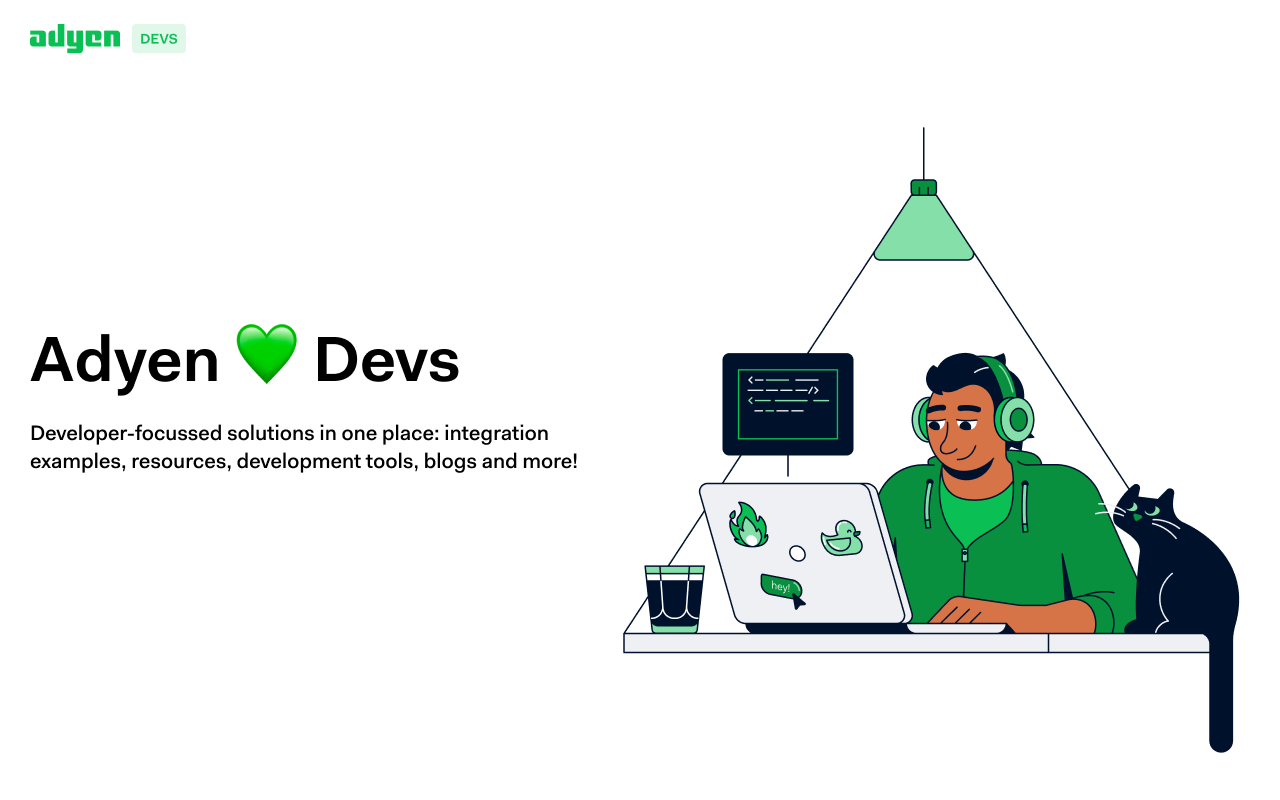 adyen DEVS
Adyen 💚 Devs
Developer-focussed solutions in one place: integration
examples, resources, development tools, blogs and more!
hey!